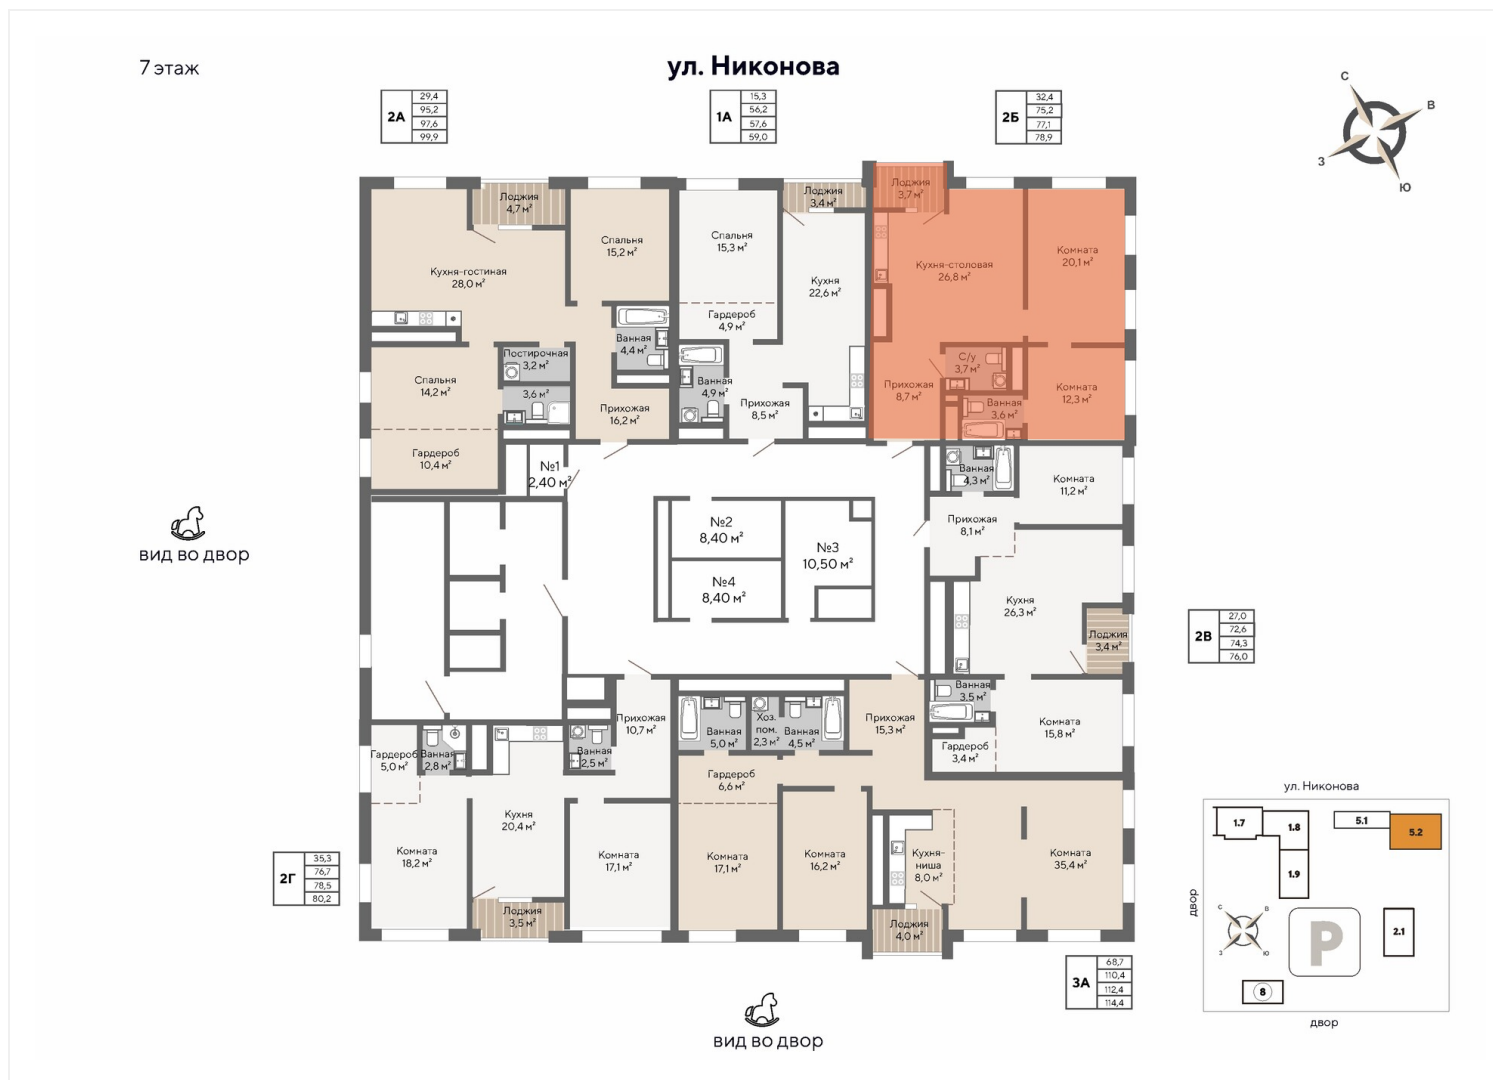 7 этаж
ул. Никонова
2А
29,4
95,2
97,6
99,9
1А
15,3
56,2
57,6
59,0
2Б
32,4
75,2
77,1
78,9
С
В
З
Ю
Лоджия
4,7 м²
Спальня
15,2 м²
Кухня-гостиная
28,0 м²
Ванная
4,4 м²
Постирочная
3,2 м²
3,6 м²
Спальня
14,2 м²
Гардероб
10,4 м²
Прихожая
16,2 м²
Спальня
15,3 м²
Лоджия
3,4 м²
Кухня
22,6 м²
Гардероб
4,9 м²
Ванная
4,9 м²
Прихожая
8,5 м²
Лоджия
3,7 м²
Кухня-столовая
26,8 м²
Комната
20,1 м²
С/у
3,7 м²
Прихожая
8,7 м²
Ванная
3,6 м²
Комната
12,3 м²
№1
2,40 м²
№2
8,40 м²
№3
10,50 м²
№4
8,40 м²
Ванная
4,3 м²
Комната
11,2 м²
Прихожая
8,1 м²
Кухня
26,3 м²
Лоджия
3,4 м²
Ванная
3,5 м²
Комната
15,8 м²
Гардероб
3,4 м²
2В
27,0
72,6
74,3
76,0
вид во двор
Гардероб
5,0 м²
Ванная
2,8 м²
Кухня
20,4 м²
Ванная
2,5 м²
Прихожая
10,7 м²
Комната
18,2 м²
Комната
17,1 м²
Лоджия
3,5 м²
2Г
35,3
76,7
78,5
80,2
Ванная
5,0 м²
Хоз.
пом.
2,3 м²
Ванная
4,5 м²
Прихожая
15,3 м²
Гардероб
6,6 м²
Комната
17,1 м²
Комната
16,2 м²
Кухня-
ниша
8,0 м²
Комната
35,4 м²
Лоджия
4,0 м²
3А
68,7
110,4
112,4
114,4
вид во двор
ул. Никонова
1.7
1.8
1.9
5.1
5.2
2.1
8
P
С
В
З
Ю
двор
двор